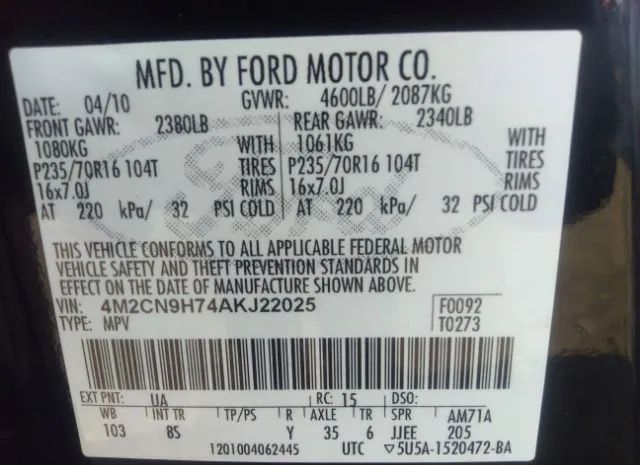 MFD. BY FORD MOTOR CO.
DATE: 04/10 GVWR: 4600LB/ 2087KG
FRONT GAWR: 2380LB REAR GAWR: 2340LB
1080KG WITH 1061KG WITH
P235/70R16 104T TIRES P235/70R16 104T TIRES
16x7.0J RIMS 16x7.0J RIMS
AT 220 kPa/ 32 PSI COLD AT 220 kPa/ 32 PSI COLD
Ford
THIS VEHICLE CONFORMS TO ALL APPLICABLE FEDERAL MOTOR
VEHICLE SAFETY AND THEFT PREVENTION STANDARDS IN
EFFECT ON THE DATE OF MANUFACTURE SHOWN ABOVE.
VIN: 4M2CN9H74AKJ22025 F0092
TYPE: MPV T0273
EXT PNT: UA RC: 15 DSO:
WB INT TR TP/PS R AXLE TR SPR AM71A
103 8S Y 35 6 JJEE 205
1201004062445 UTC ▽5U5A-1520472-BA